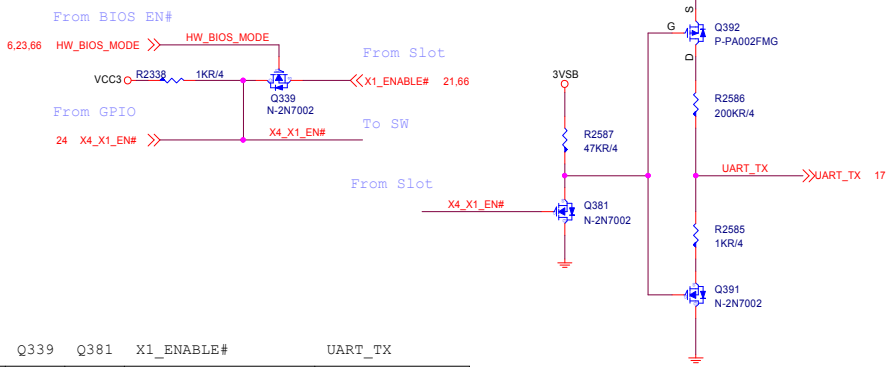 From BIOS EN#
6,23,66 HW_BIOS_MODE HW_BIOS_MODE
From Slot
VCC3 R2338 1KR/4
X1_ENABLE# 21,66
Q339
N-2N7002
From GPIO
24 X4_X1_EN# X4_X1_EN# To SW
3VSB
R2587
47KR/4
From Slot
X4_X1_EN#
Q381
N-2N7002
S
G
D
Q392
P-PA002FMG
R2586
200KR/4
UART_TX UART_TX 17
R2585
1KR/4
Q391
N-2N7002
Q339 Q381 X1_ENABLE# UART_TX